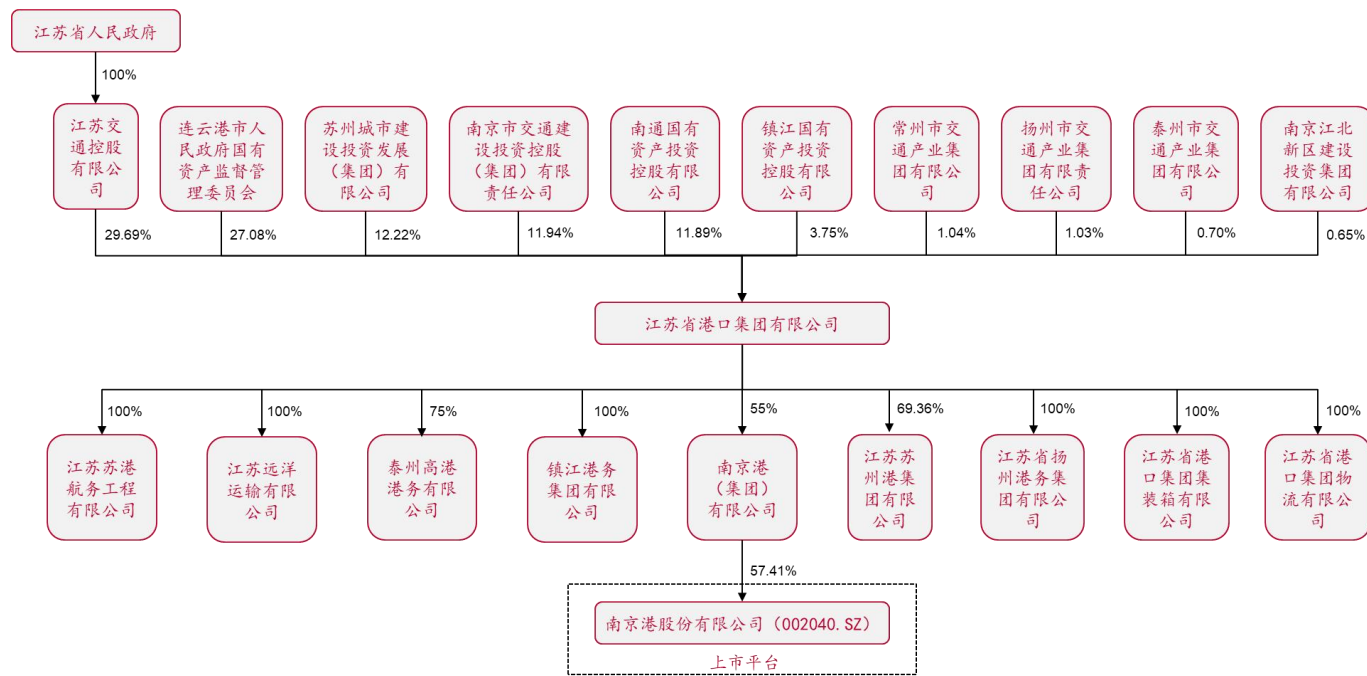 江苏省人民政府
100%
江苏交
通控股
有限公
司
连云港市人
民政府国有
资产监督管
理委员会
苏州城市建
设投资发展
（集团）有
限公司
南京市交通建
设投资控股
（集团）有限
责任公司
南通国有
资产投资
控股有限
公司
镇江国有
资产投资
控股有限
公司
常州市交
通产业集
团有限公
司
扬州市交
通产业集
团有限责
任公司
泰州市交
通产业集
团有限公
司
南京江北
新区建设
投资集团
有限公司
29.69%
27.08%
12.22%
11.94%
11.89%
3.75%
1.04%
1.03%
0.70%
0.65%
江苏省港口集团有限公司
100%
100%
75%
100%
55%
69.36%
100%
100%
100%
江苏苏港
航务工程
有限公司
江苏远洋
运输有限
公司
泰州高港
港务有限
公司
镇江港务
集团有限
公司
南京港
（集团）
有限公司
江苏苏
州港集
团有限
公司
江苏省扬
州港务集
团有限公
司
江苏省港
口集团集
装箱有限
公司
江苏省港
口集团物
流有限公
司
57.41%
南京港股份有限公司（002040.SZ）
上市平台